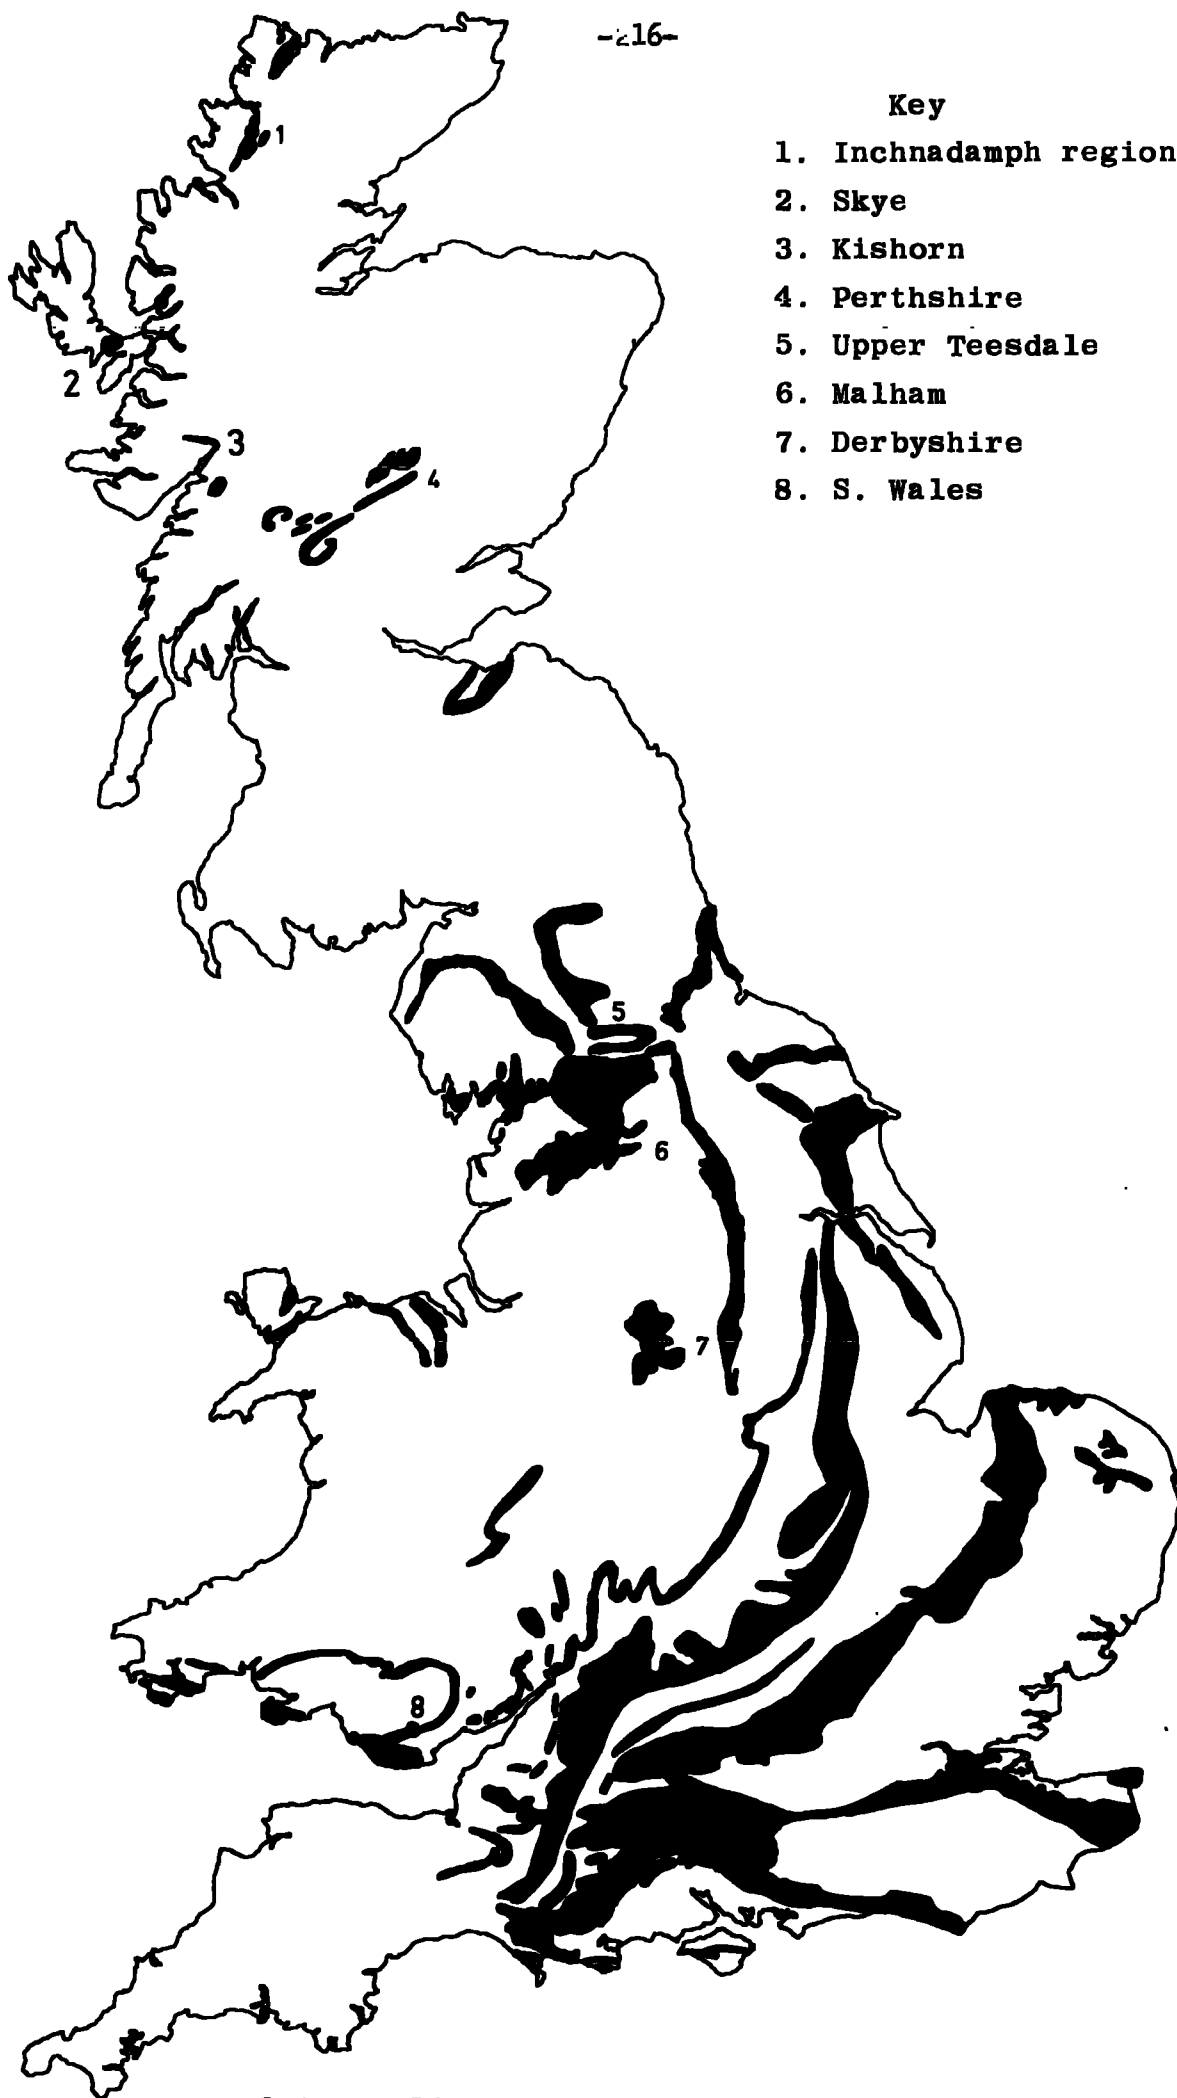 -216-
Key
1. Inchnadamph region
2. Skye
3. Kishorn
4. Perthshire
5. Upper Teesdale
6. Malham
7. Derbyshire
8. S. Wales
1
2
3
4
5
6
7
8